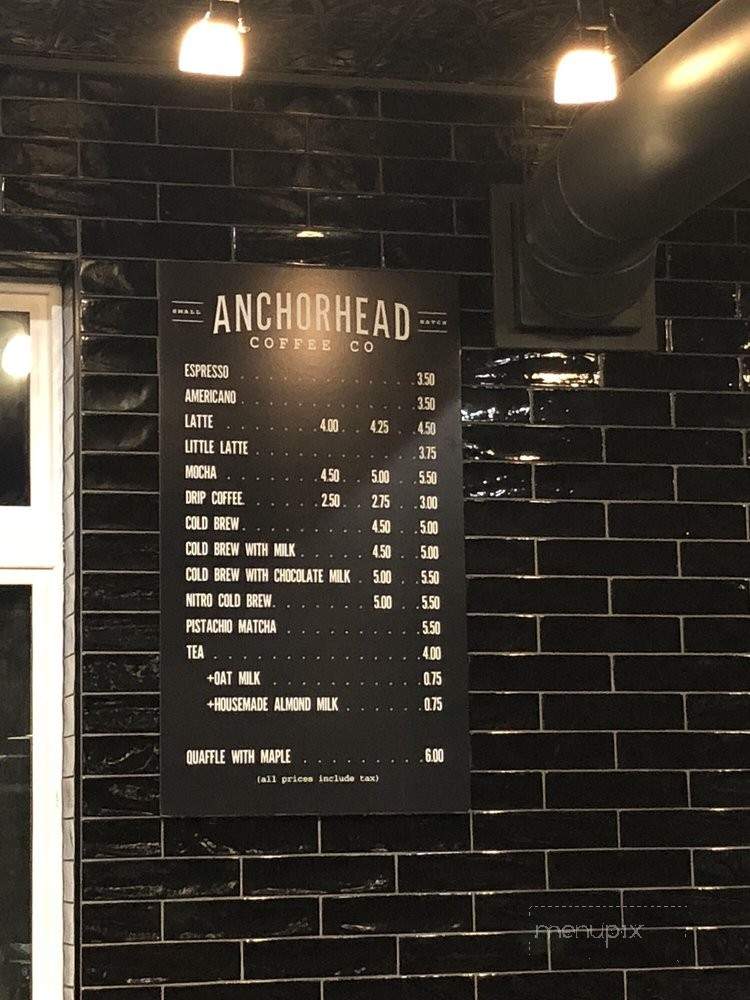 SMALL ANCHORHEAD BATCH
COFFEE CO
ESPRESSO 3.50
AMERICANO 3.50
LATTE 4.00 4.25 4.50
LITTLE LATTE 3.75
MOCHA 4.50 5.00 5.50
DRIP COFFEE 2.50 2.75 3.00
COLD BREW 4.50 5.00
COLD BREW WITH MILK 4.50 5.00
COLD BREW WITH CHOCOLATE MILK 5.00 5.50
NITRO COLD BREW 5.00 5.50
PISTACHIO MATCHA 5.50
TEA 4.00
+OAT MILK 0.75
+HOUSEMADE ALMOND MILK 0.75
QUAFFLE WITH MAPLE 6.00
(all prices include tax)
menupix